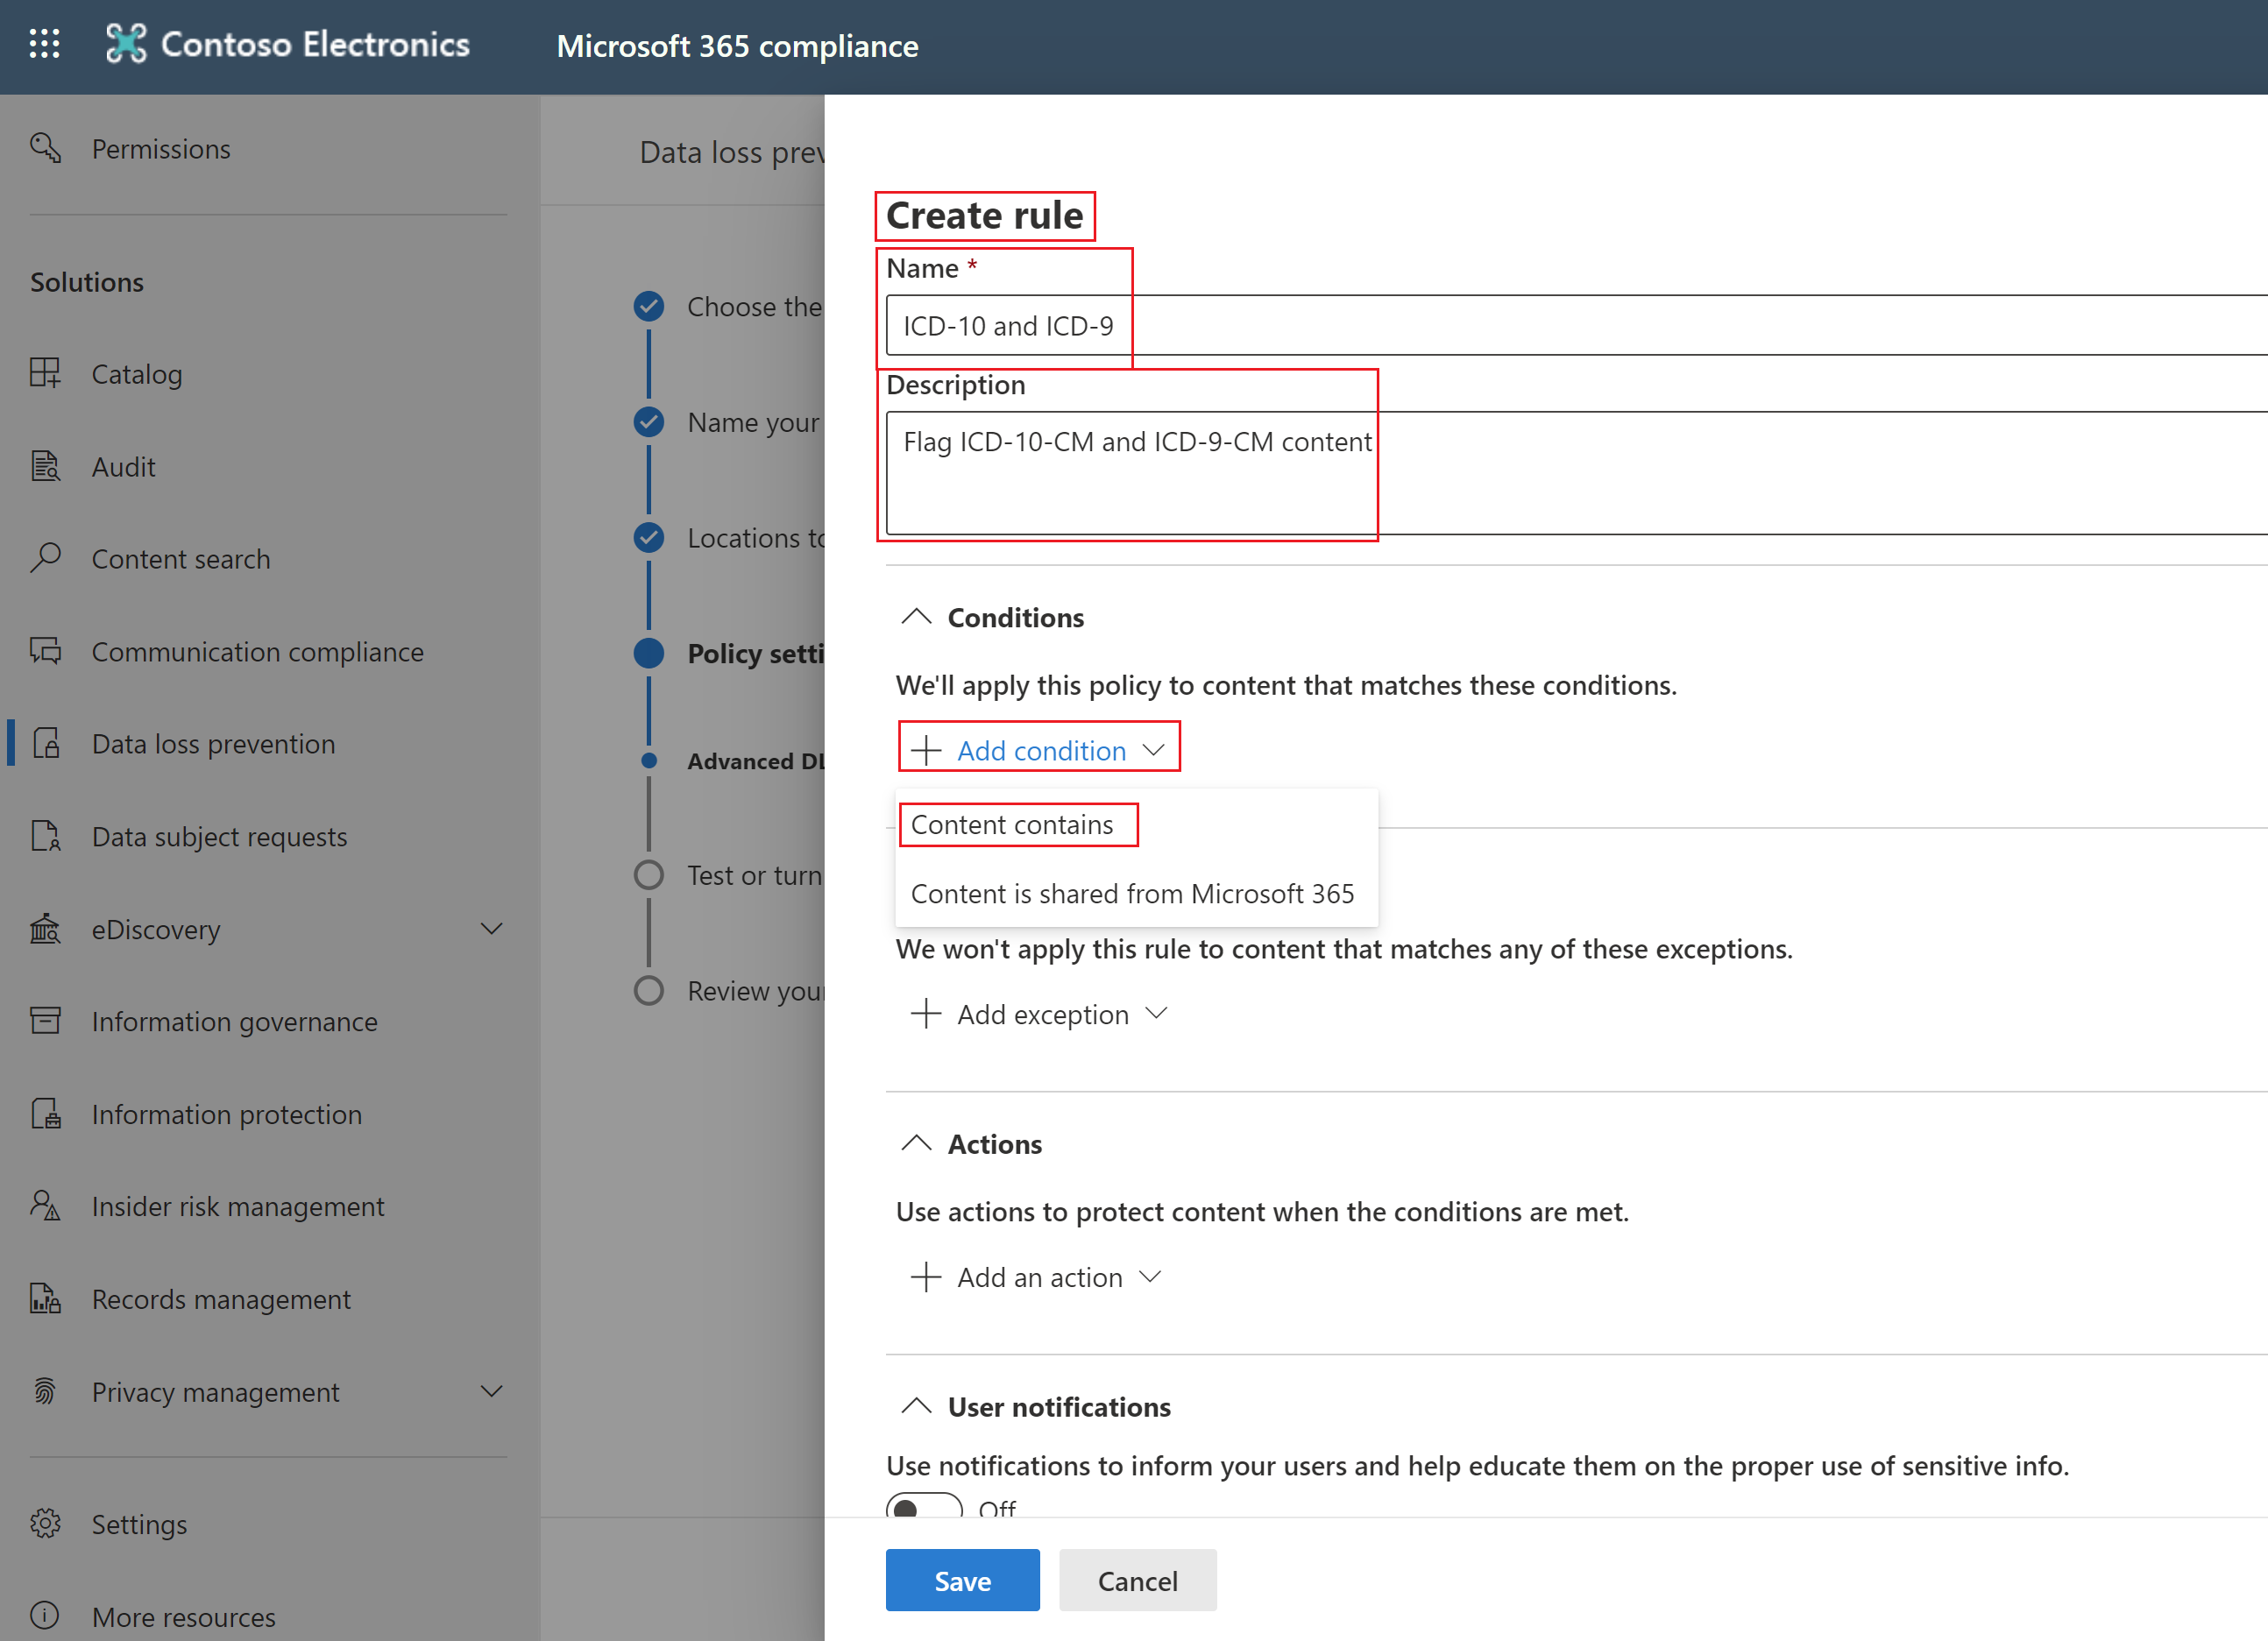 Contoso Electronics
Microsoft 365 compliance
Permissions
Solutions
Catalog
Audit
Content search
Communication compliance
Data loss prevention
Data subject requests
eDiscovery
Information governance
Information protection
Insider risk management
Records management
Privacy management
Settings
More resources
Data loss prev
Choose the
Name your
Locations to
Policy setti
Advanced DL
Test or turn
Review your
Create rule
Name *
ICD-10 and ICD-9
Description
Flag ICD-10-CM and ICD-9-CM content
Conditions
We'll apply this policy to content that matches these conditions.
Add condition
Content contains
Content is shared from Microsoft 365
We won't apply this rule to content that matches any of these exceptions.
Add exception
Actions
Use actions to protect content when the conditions are met.
Add an action
User notifications
Use notifications to inform your users and help educate them on the proper use of sensitive info.
Off
Save
Cancel